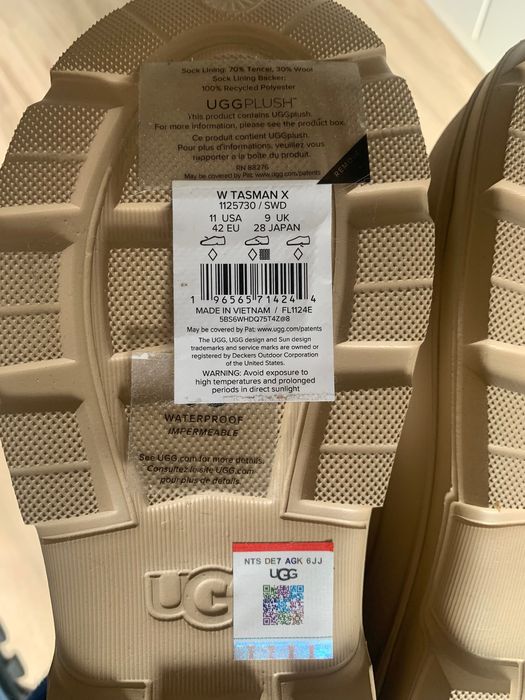 Sock Lining: 70% Tencel, 30% Wool
Sock Lining Backer:
100% Recycled Polyester
UGGPLUSH™
This product contains UGGplush.
For more information, please see the product box.
Ce produit contient UGGplush.
Pour plus d'informations, veuillez vous
rapporter a la boîte du produit.
RN 88276
May be covered by Pat: www.ugg.com/patents
W TASMAN X
1125730 / SWD
11 USA 9 UK
42 EU 28 JAPAN
1 96565 71424 4
MADE IN VIETNAM / FL1124E
5BS6WHDQ75T4Z@8
May be covered by Pat: www.ugg.com/patents
The UGG, UGG design and Sun design
trademarks and service marks are owned or
registered by Deckers Outdoor Corporation
of the United States.
WARNING: Avoid exposure to
high temperatures and prolonged
periods in direct sunlight
WATERPROOF
IMPERMEABLE
See UGG.com for more details.
Consultez le site UGG.com
pour plus de détails.
NTS DE7 AGK 6JJ
UGG
UGG